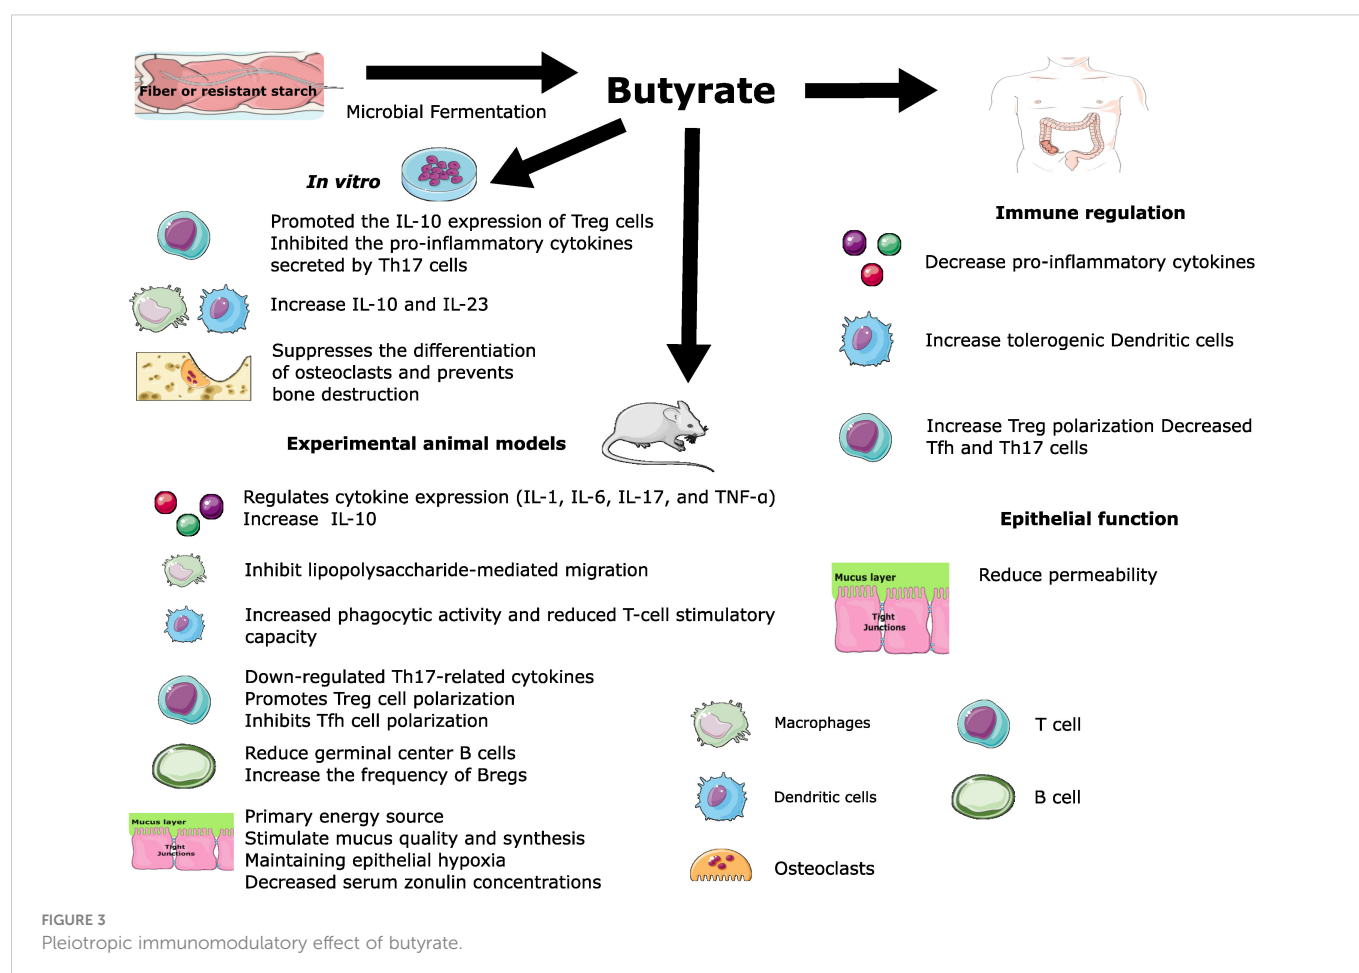 Fiber or resistant starch
Microbial Fermentation
Butyrate
In vitro
Promoted the IL-10 expression of Treg cells
Inhibited the pro-inflammatory cytokines
secreted by Th17 cells
Increase IL-10 and IL-23
Suppresses the differentiation
of osteoclasts and prevents
bone destruction
Experimental animal models
Regulates cytokine expression (IL-1, IL-6, IL-17, and TNF-α)
Increase IL-10
Inhibit lipopolysaccharide-mediated migration
Increased phagocytic activity and reduced T-cell stimulatory
capacity
Down-regulated Th17-related cytokines
Promotes Treg cell polarization
Inhibits Tfh cell polarization
Reduce germinal center B cells
Increase the frequency of Bregs
Mucus layer
Tight
Junctions
Primary energy source
Stimulate mucus quality and synthesis
Maintaining epithelial hypoxia
Decreased serum zonulin concentrations
Immune regulation
Decrease pro-inflammatory cytokines
Increase tolerogenic Dendritic cells
Increase Treg polarization Decreased
Tfh and Th17 cells
Epithelial function
Mucus layer
Tight
Junctions
Reduce permeability
Macrophages
T cell
Dendritic cells
B cell
Osteoclasts
FIGURE 3
Pleiotropic immunomodulatory effect of butyrate.